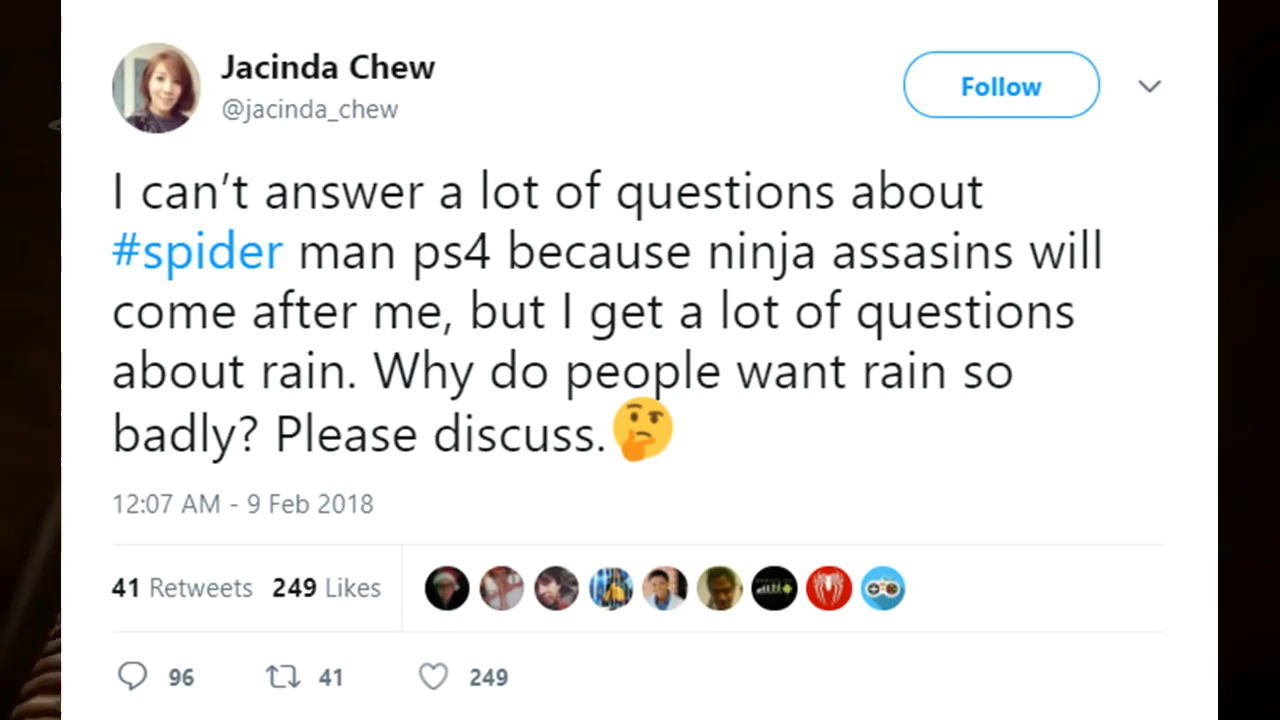 Jacinda Chew
@jacinda_chew
Follow
I can’t answer a lot of questions about
#spider man ps4 because ninja assasins will
come after me, but I get a lot of questions
about rain. Why do people want rain so
badly? Please discuss.🤔
12:07 AM - 9 Feb 2018
41 Retweets 249 Likes
96 41 249